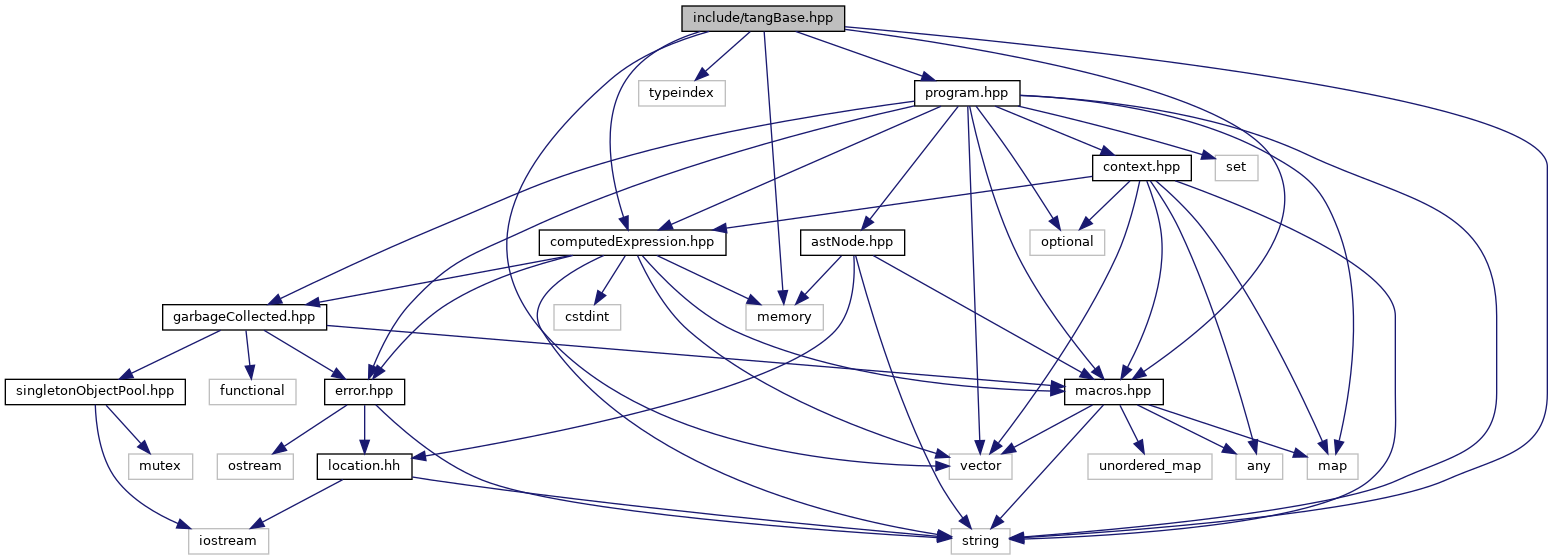 include/tangBase.hpp
typeindex
program.hpp
context.hpp
set
computedExpression.hpp
astNode.hpp
optional
garbageCollected.hpp
cstdint
memory
singletonObjectPool.hpp
functional
error.hpp
macros.hpp
mutex
ostream
location.hh
vector
unordered_map
any
map
iostream
string